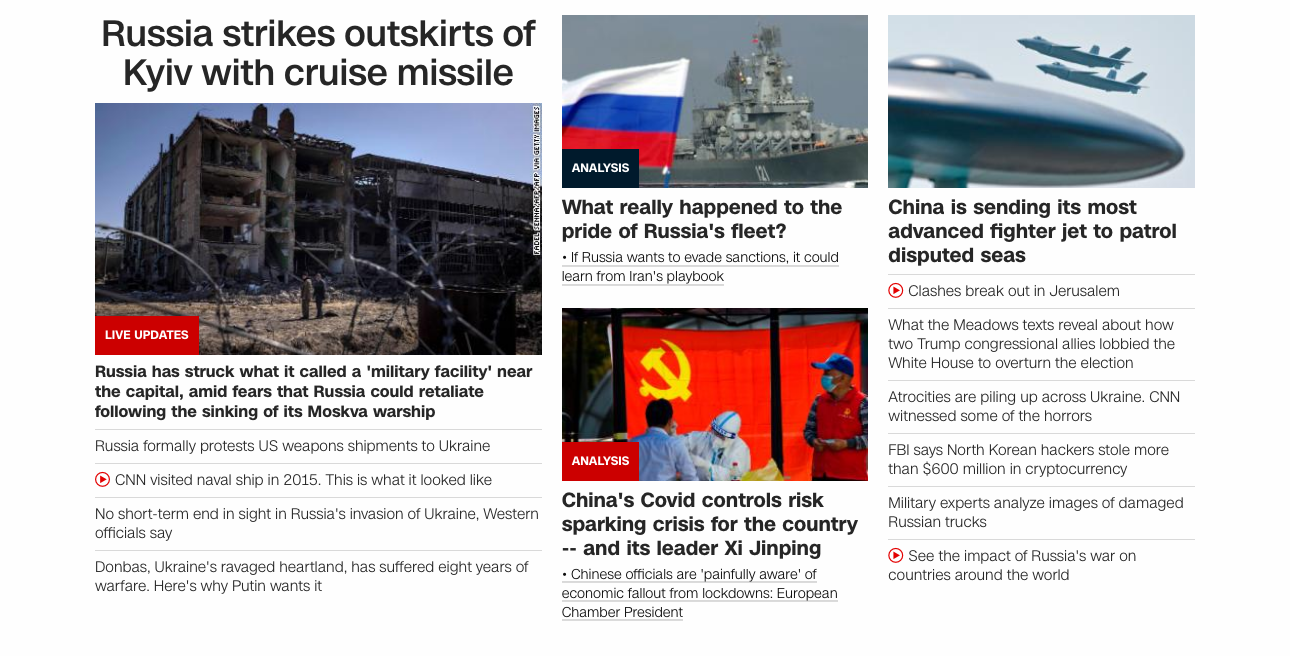 Russia strikes outskirts of
Kyiv with cruise missile
FADEL SENNA/AFP/AFP VIA GETTY IMAGES
LIVE UPDATES
Russia has struck what it called a 'military facility' near
the capital, amid fears that Russia could retaliate
following the sinking of its Moskva warship
Russia formally protests US weapons shipments to Ukraine
CNN visited naval ship in 2015. This is what it looked like
No short-term end in sight in Russia's invasion of Ukraine, Western
officials say
Donbas, Ukraine's ravaged heartland, has suffered eight years of
warfare. Here's why Putin wants it
121
ANALYSIS
What really happened to the
pride of Russia's fleet?
• If Russia wants to evade sanctions, it could
learn from Iran's playbook
ANALYSIS
China's Covid controls risk
sparking crisis for the country
-- and its leader Xi Jinping
• Chinese officials are 'painfully aware' of
economic fallout from lockdowns: European
Chamber President
China is sending its most
advanced fighter jet to patrol
disputed seas
Clashes break out in Jerusalem
What the Meadows texts reveal about how
two Trump congressional allies lobbied the
White House to overturn the election
Atrocities are piling up across Ukraine. CNN
witnessed some of the horrors
FBI says North Korean hackers stole more
than $600 million in cryptocurrency
Military experts analyze images of damaged
Russian trucks
See the impact of Russia's war on
countries around the world